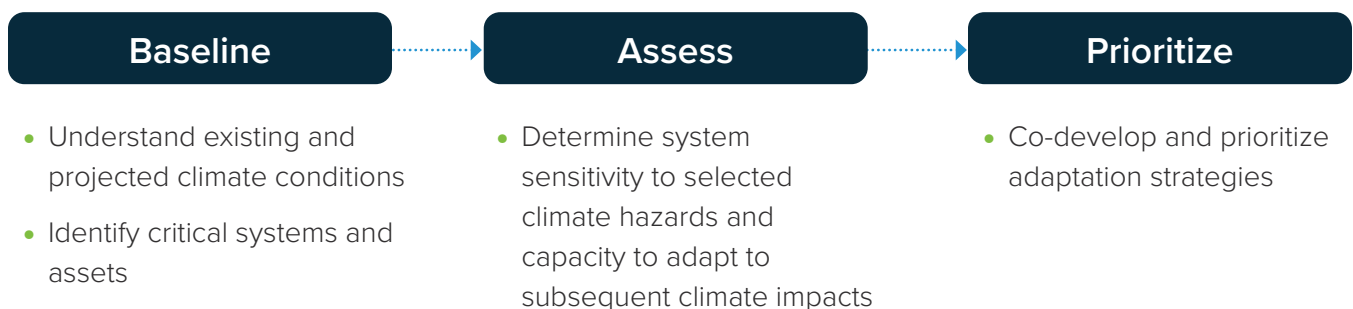 Baseline
• Understand existing and
projected climate conditions
• Identify critical systems and
assets
Assess
• Determine system
sensitivity to selected
climate hazards and
capacity to adapt to
subsequent climate impacts
Prioritize
• Co-develop and prioritize
adaptation strategies